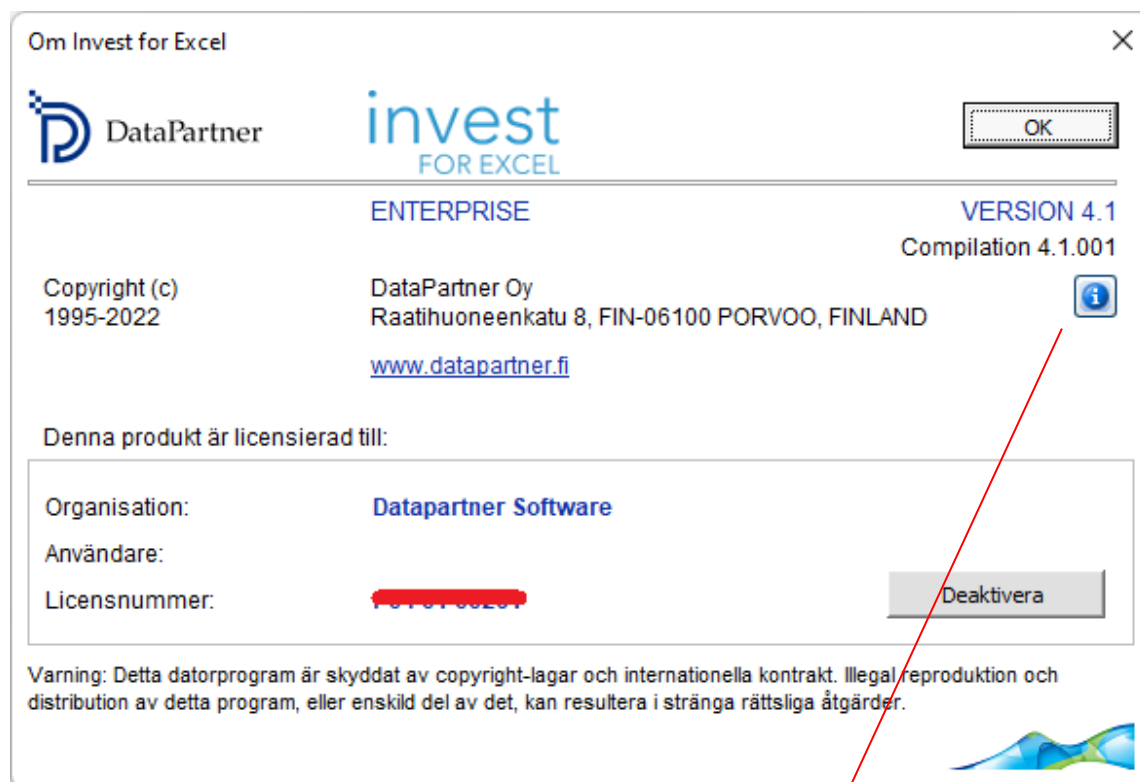 Om Invest for Excel
DataPartner
invest
FOR EXCEL
OK
ENTERPRISE
VERSION 4.1
Compilation 4.1.001
Copyright (c)
1995-2022
DataPartner Oy
Raatihuoneenkatu 8, FIN-06100 PORVOO, FINLAND
www.datapartner.fi
Denna produkt är licensierad till:
Organisation: Datapartner Software
Användare:
Licensnummer:
Deaktivera
Varning: Detta datorprogram är skyddat av copyright-lagar och internationella kontrakt. Illegal reproduktion och
distribution av detta program, eller enskild del av det, kan resultera i stränga rättsliga åtgärder.